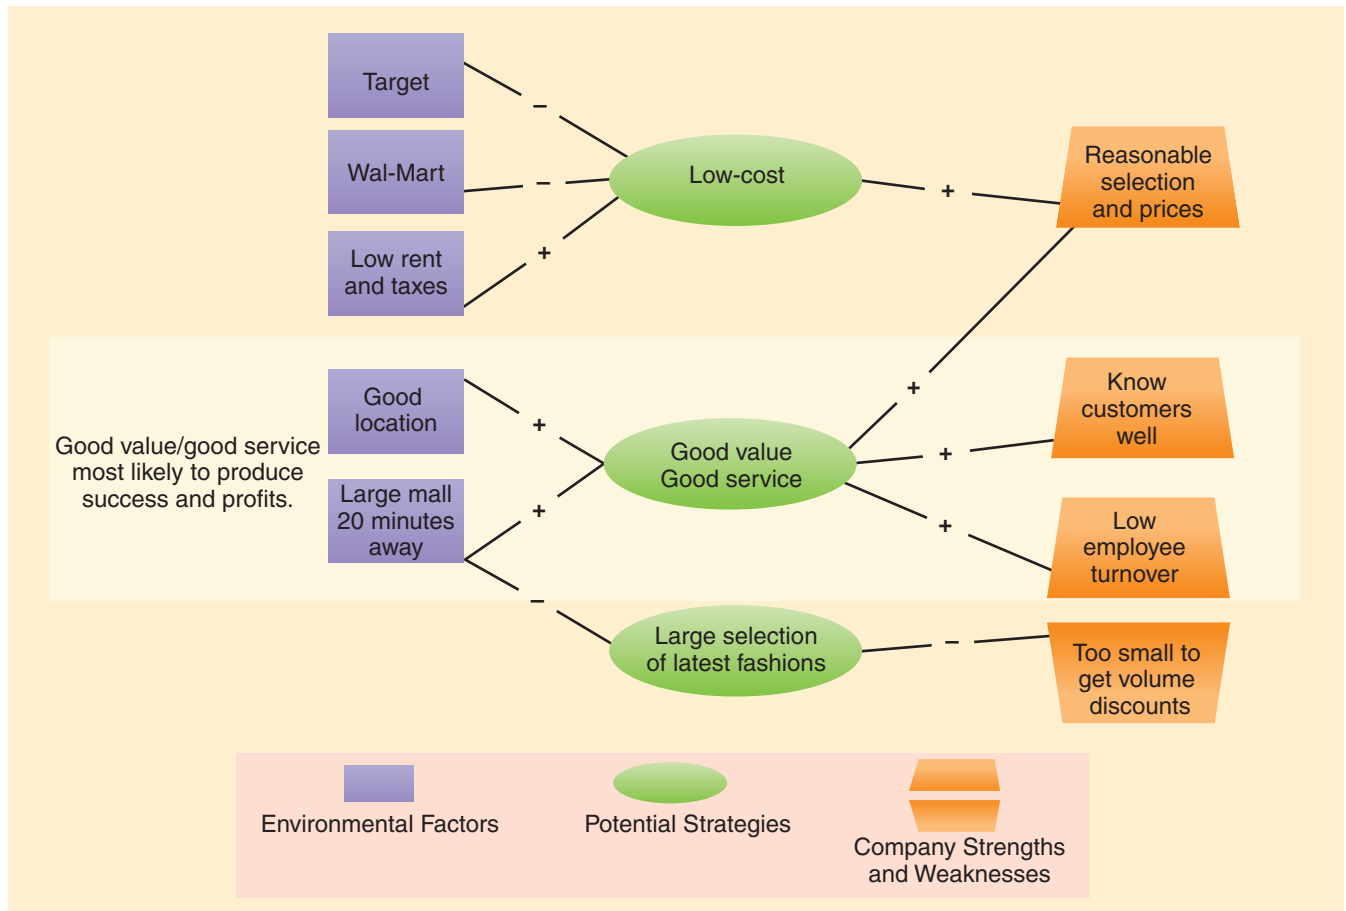 Target
–
Wal-Mart
–
Low rent
and taxes
+
Low-cost
+
Reasonable
selection
and prices
Good value/good service
most likely to produce
success and profits.
Good
location
+
Large mall
20 minutes
away
+
–
Good value
Good service
+
+
+
Know
customers
well
Low
employee
turnover
Large selection
of latest fashions
–
Too small to
get volume
discounts
Environmental Factors
Potential Strategies
Company Strengths
and Weaknesses